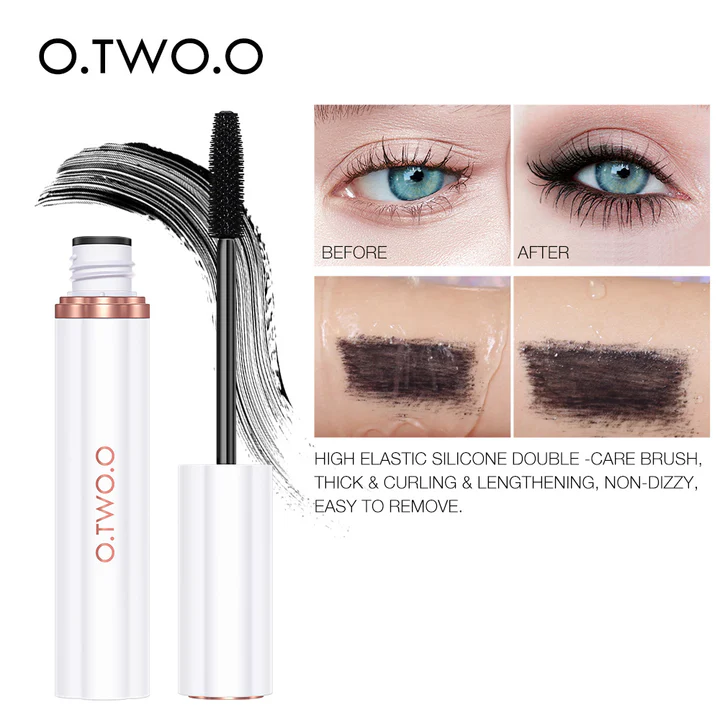 O.TWO.O
BEFORE
AFTER
O.TWO.O
HIGH ELASTIC SILICONE DOUBLE -CARE BRUSH,
THICK & CURLING & LENGTHENING, NON-DIZZY,
EASY TO REMOVE.